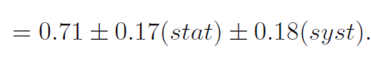 = 0.71 ± 0.17(stat) ± 0.18(syst).